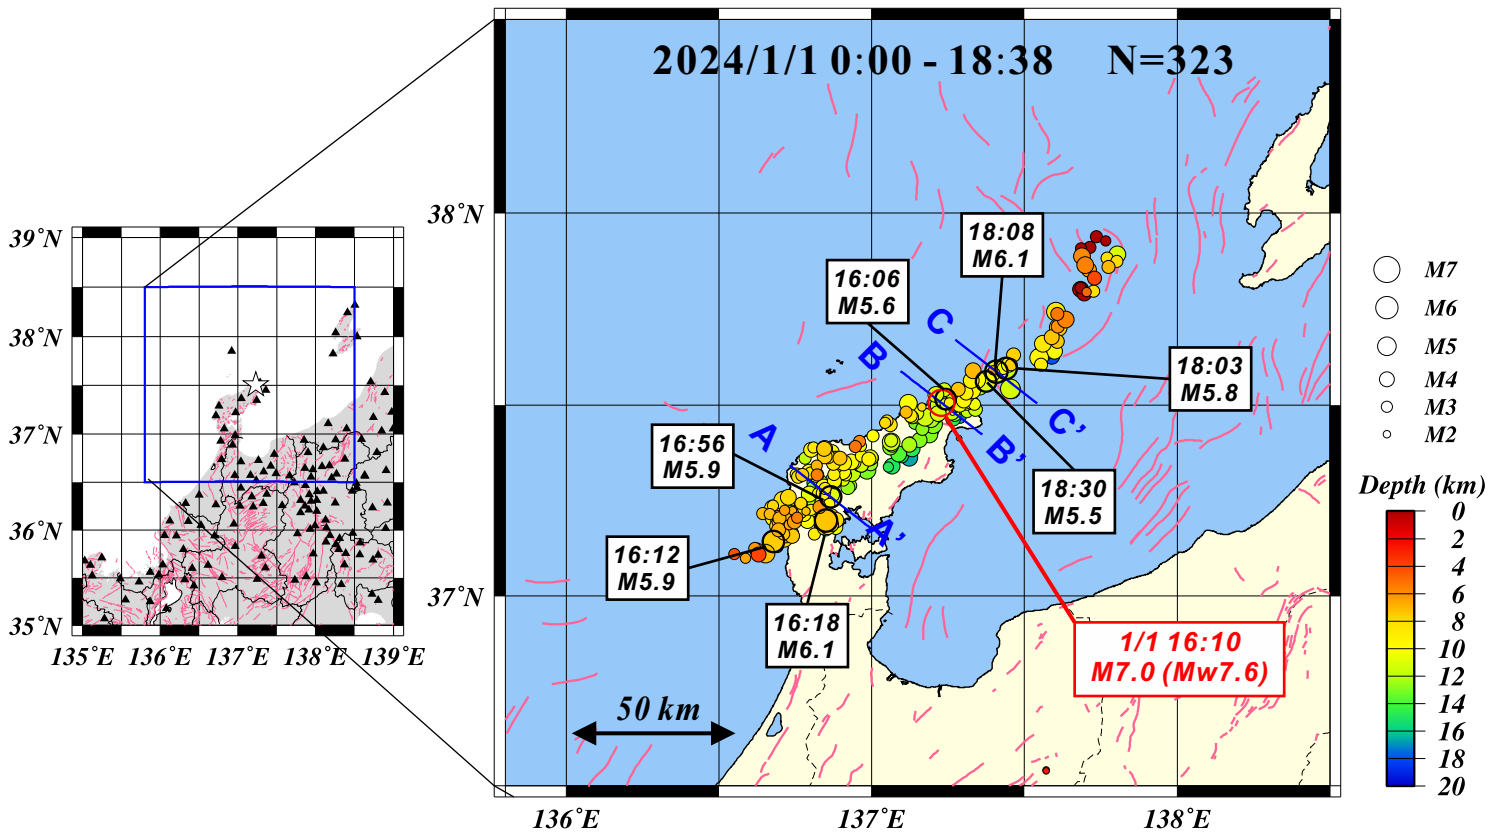 2024/1/1 0:00 - 18:38 N=323
38°N
37°N
136°E
137°E
138°E
18:08
M6.1
16:06
M5.6
18:03
M5.8
16:56
M5.9
18:30
M5.5
16:12
M5.9
16:18
M6.1
1/1 16:10
M7.0 (Mw7.6)
A
A'
B
B'
C
C'
50 km
39°N
38°N
37°N
36°N
35°N
135°E
136°E
137°E
138°E
139°E
M7
M6
M5
M4
M3
M2
Depth (km)
0
2
4
6
8
10
12
14
16
18
20